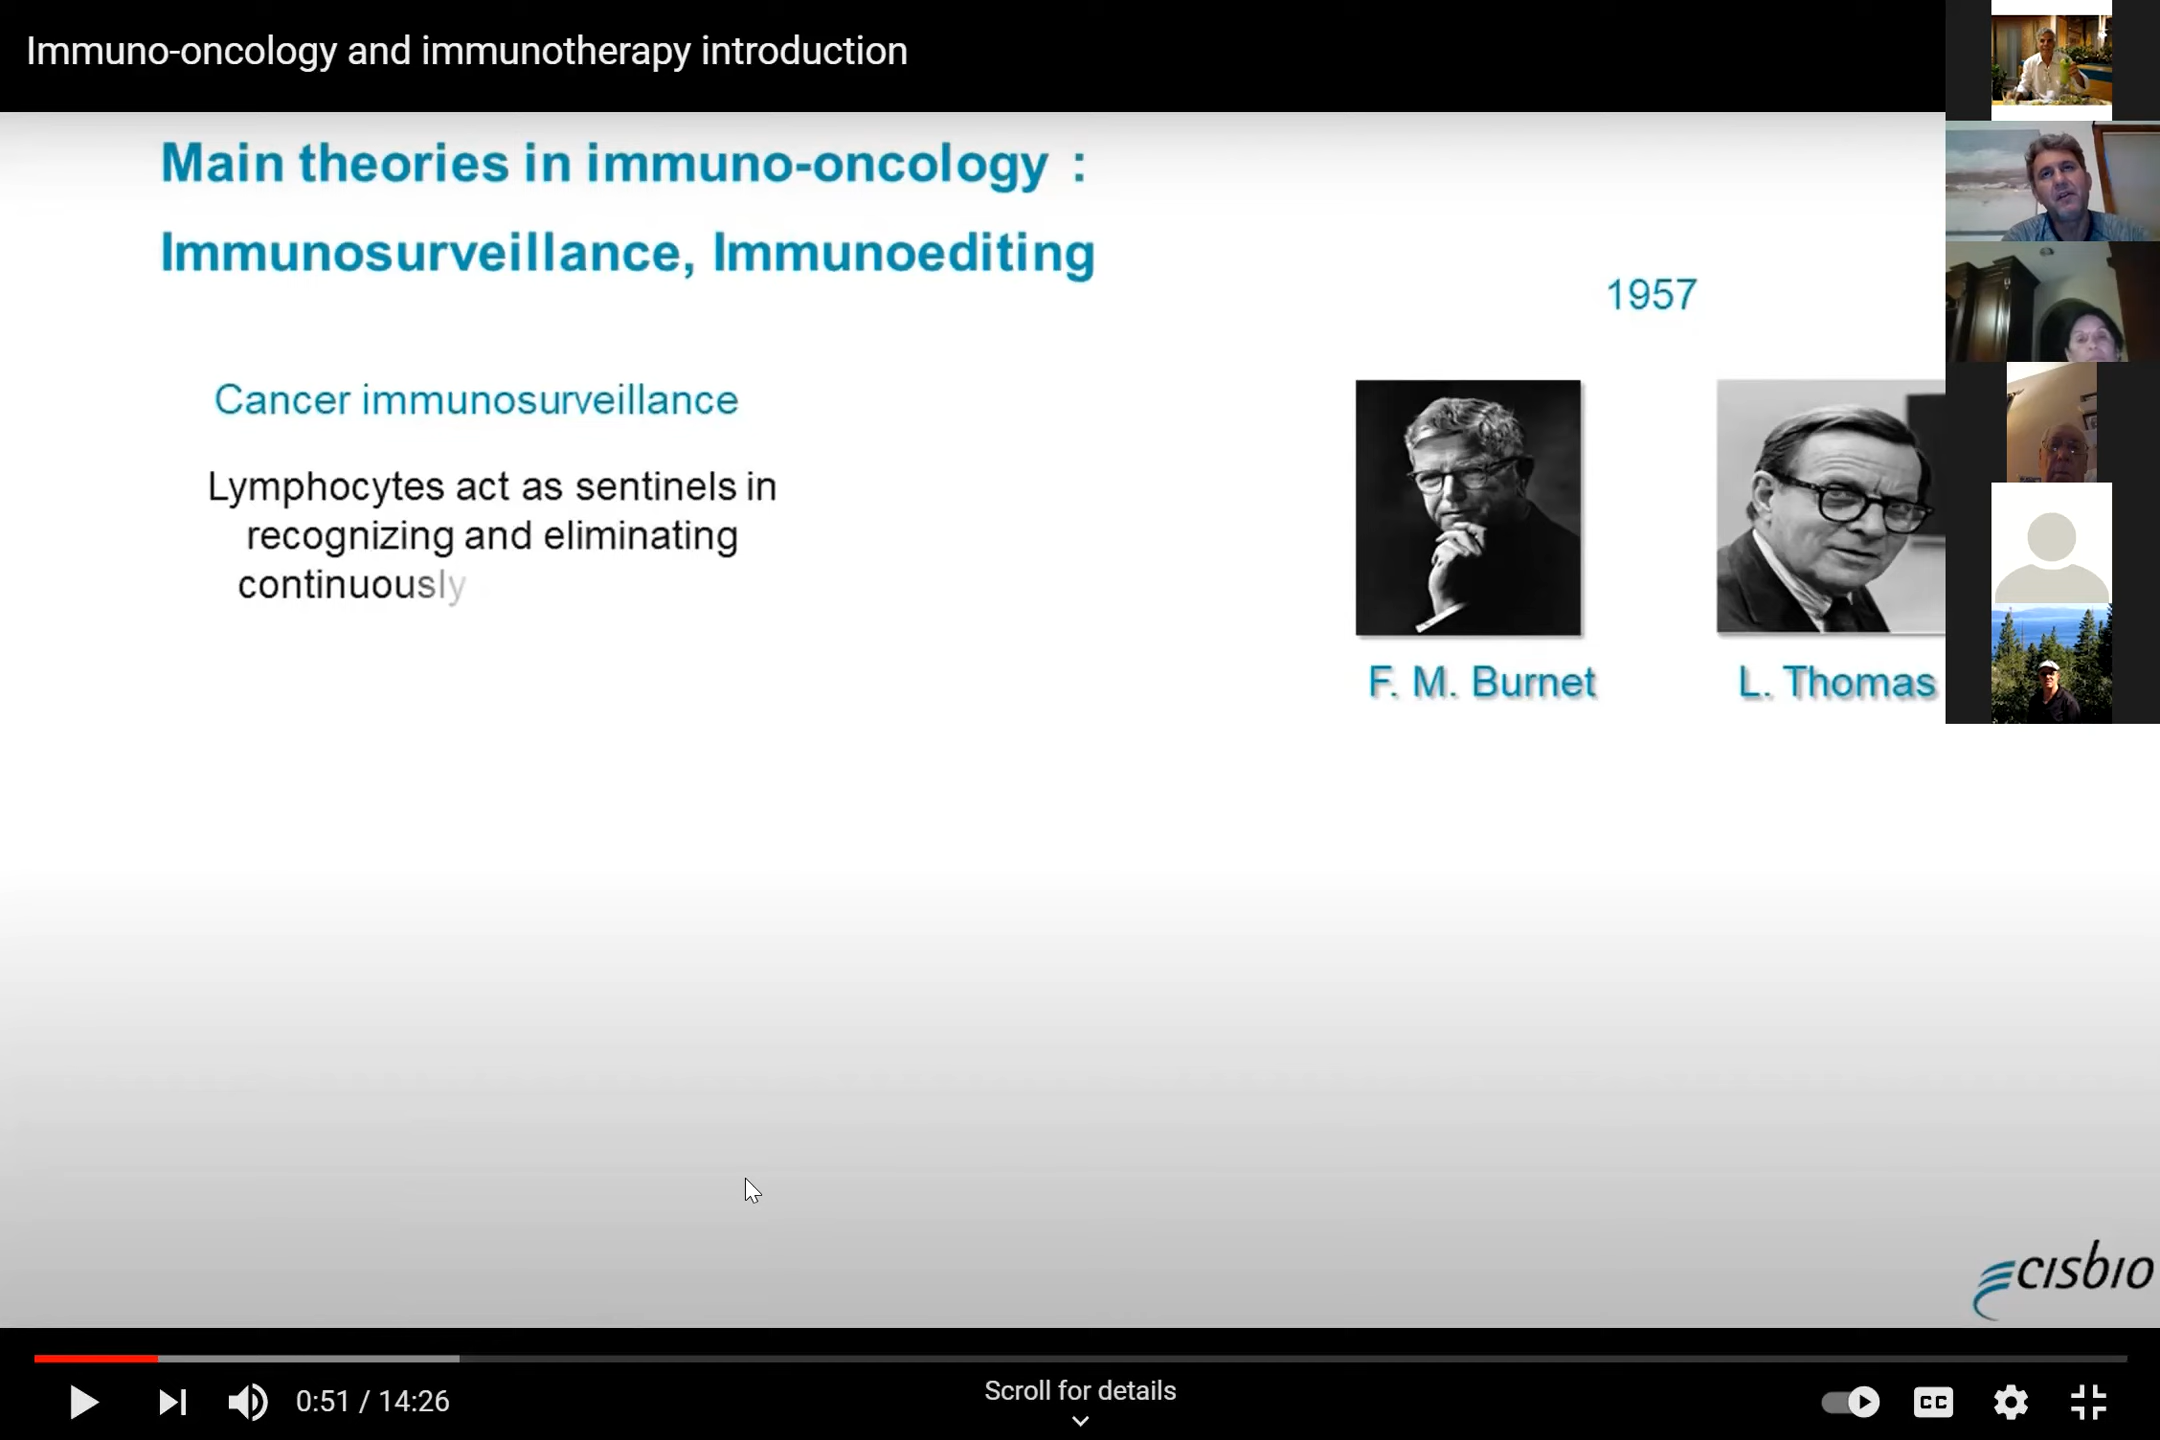 Immuno-oncology and immunotherapy introduction
Main theories in immuno-oncology :
Immunosurveillance, Immunoediting
1957
Cancer immunosurveillance
Lymphocytes act as sentinels in
recognizing and eliminating
continuously
F. M. Burnet
L. Thomas
cisbio
0:51 / 14:26
Scroll for details
CC